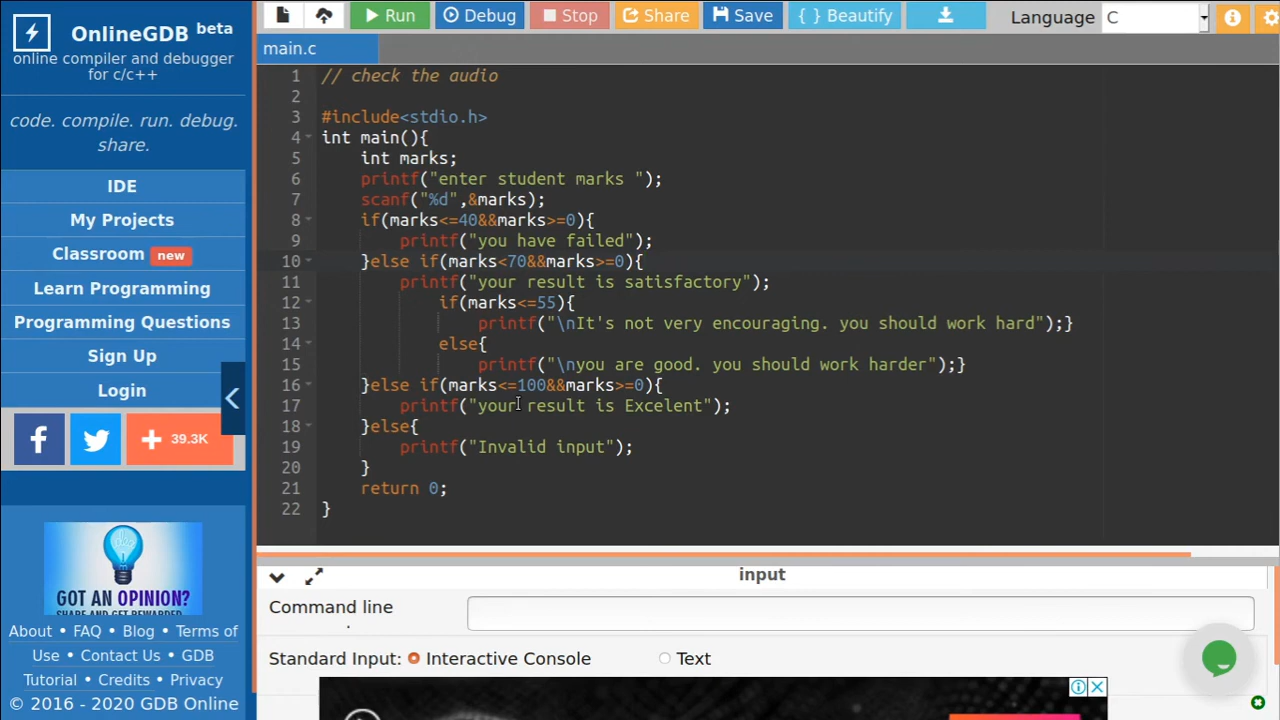 OnlineGDB beta
online compiler and debugger
for c/c++
code. compile. run. debug.
share.
IDE
My Projects
Classroom new
Learn Programming
Programming Questions
Sign Up
Login
39.3K
GOT AN OPINION?
SHARE AND GET REWARDED
About • FAQ • Blog • Terms of
Use • Contact Us • GDB
Tutorial • Credits • Privacy
© 2016 - 2020 GDB Online
Run Debug Stop Share Save { } Beautify Language C
main.c
1 // check the audio
2
3 #include<stdio.h>
4 int main(){
5 int marks;
6 printf("enter student marks ");
7 scanf("%d",&marks);
8 if(marks<=40&&marks>=0){
9 printf("you have failed");
10 }else if(marks<70&&marks>=0){
11 printf("your result is satisfactory");
12 if(marks<=55){
13 printf("\nIt's not very encouraging. you should work hard");}
14 else{
15 printf("\nyou are good. you should work harder");}
16 }else if(marks<=100&&marks>=0){
17 printf("your result is Excelent");
18 }else{
19 printf("Invalid input");
20 }
21 return 0;
22 }
input
Command line
Standard Input: Interactive Console Text